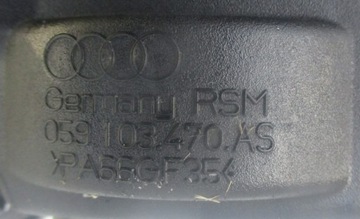 Germany RSM
059.103.470.AS
>PA66GF35<